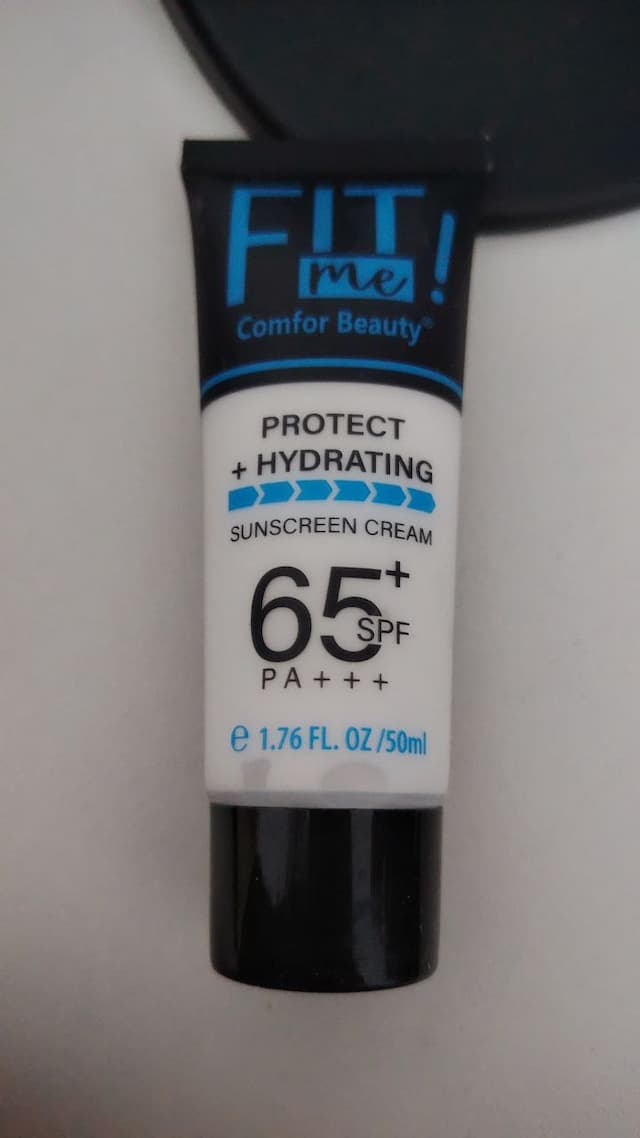 FIT
me!
Comfor Beauty®
PROTECT
+ HYDRATING
SUNSCREEN CREAM
65+
SPF
PA+++
e 1.76 FL. OZ /50ml